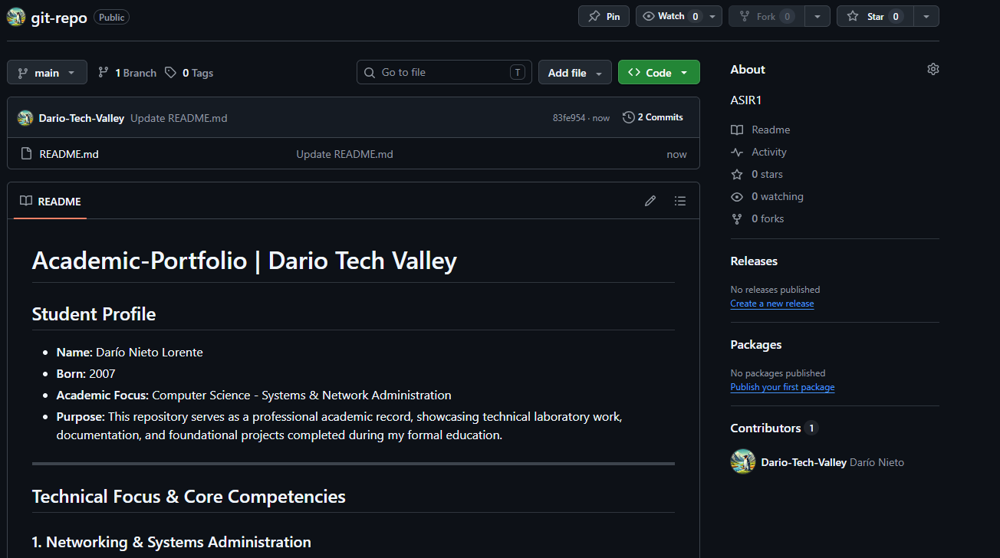 git-repo Public Pin Watch 0 Fork 0 Star 0
main 1 Branch 0 Tags Go to file T Add file Code
Dario-Tech-Valley Update README.md 83fe954 · now 2 Commits
README.md Update README.md now
README
Academic-Portfolio | Dario Tech Valley
Student Profile
• Name: Darío Nieto Lorente
• Born: 2007
• Academic Focus: Computer Science - Systems & Network Administration
• Purpose: This repository serves as a professional academic record, showcasing technical laboratory work,
documentation, and foundational projects completed during my formal education.
Technical Focus & Core Competencies
1. Networking & Systems Administration
About
ASIR1
Readme
Activity
0 stars
0 watching
0 forks
Releases
No releases published
Create a new release
Packages
No packages published
Publish your first package
Contributors 1
Dario-Tech-Valley Darío Nieto